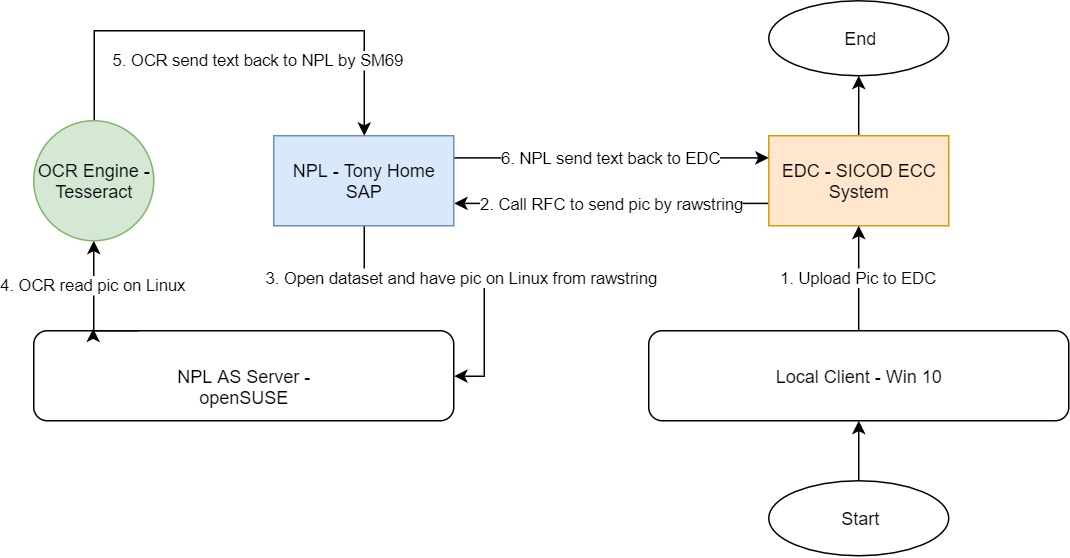 End
5. OCR send text back to NPL by SM69
OCR Engine -
Tesseract
NPL - Tony Home
SAP
6. NPL send text back to EDC
EDC - SICOD ECC
System
2. Call RFC to send pic by rawstring
4. OCR read pic on Linux
3. Open dataset and have pic on Linux from rawstring
1. Upload Pic to EDC
NPL AS Server -
openSUSE
Local Client - Win 10
Start